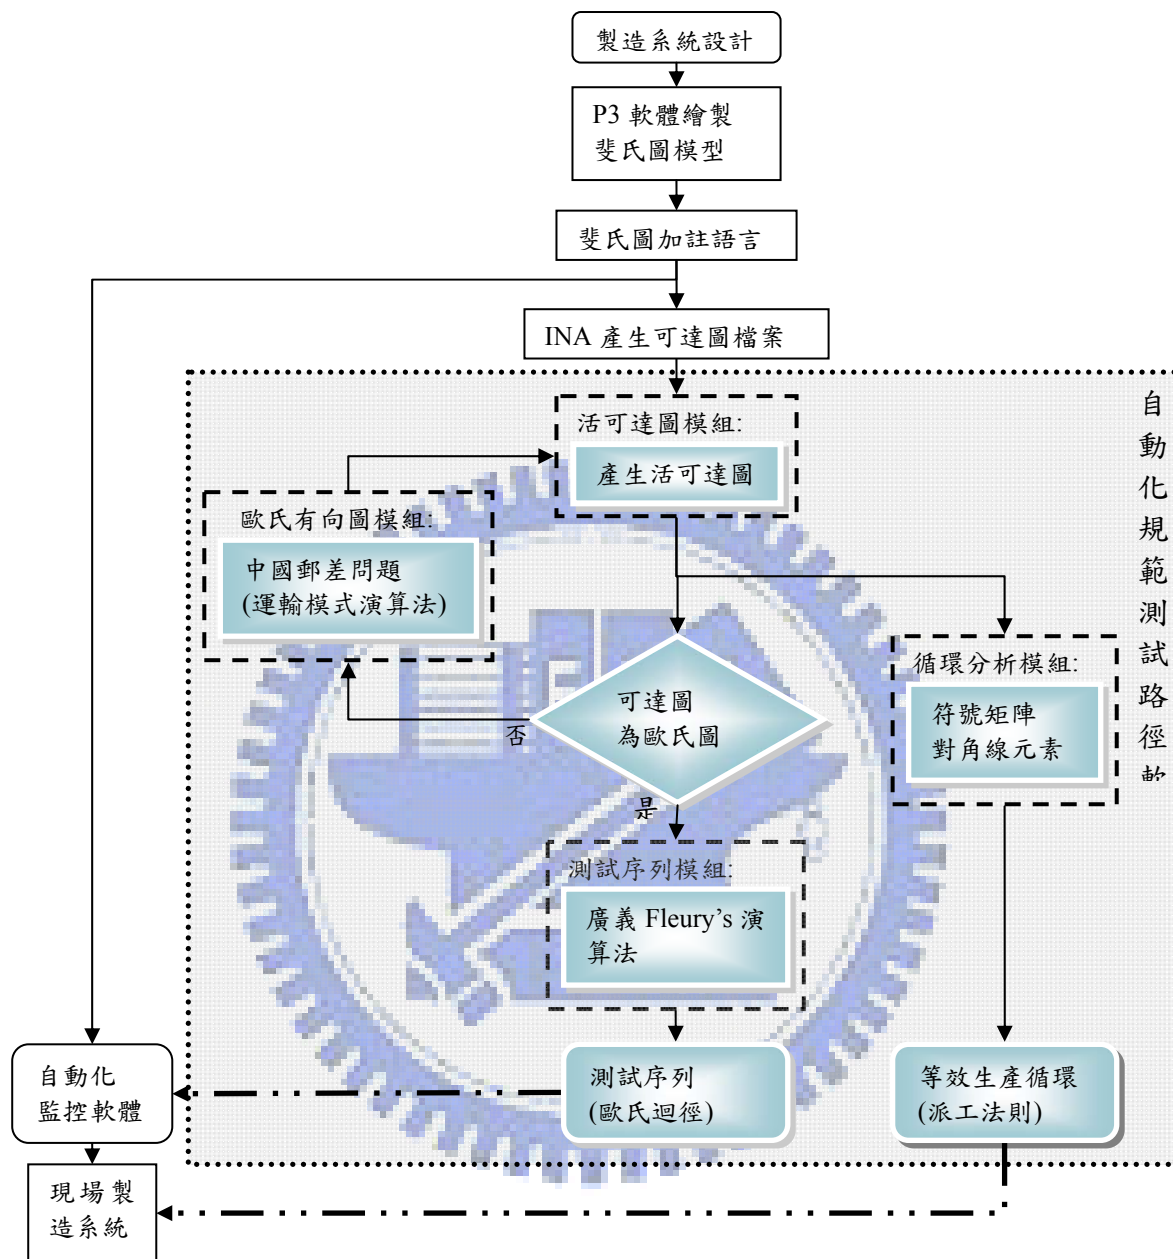 製造系統設計
P3 軟體繪製
斐氏圖模型
斐氏圖加註語言
INA 產生可達圖檔案
自動化規範測試路徑軟
活可達圖模組:
產生活可達圖
歐氏有向圖模組:
中國郵差問題
(運輸模式演算法)
可達圖
為歐氏圖
否
是
循環分析模組:
符號矩陣
對角線元素
測試序列模組:
廣義 Fleury's 演
算法
測試序列
(歐氏迴徑)
等效生產循環
(派工法則)
自動化
監控軟體
現場製
造系統